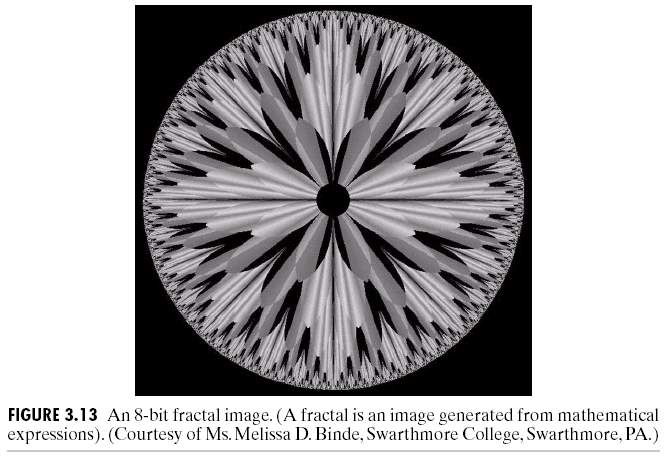 FIGURE 3.13 An 8-bit fractal image. (A fractal is an image generated from mathematical
expressions). (Courtesy of Ms. Melissa D. Binde, Swarthmore College, Swarthmore, PA.)